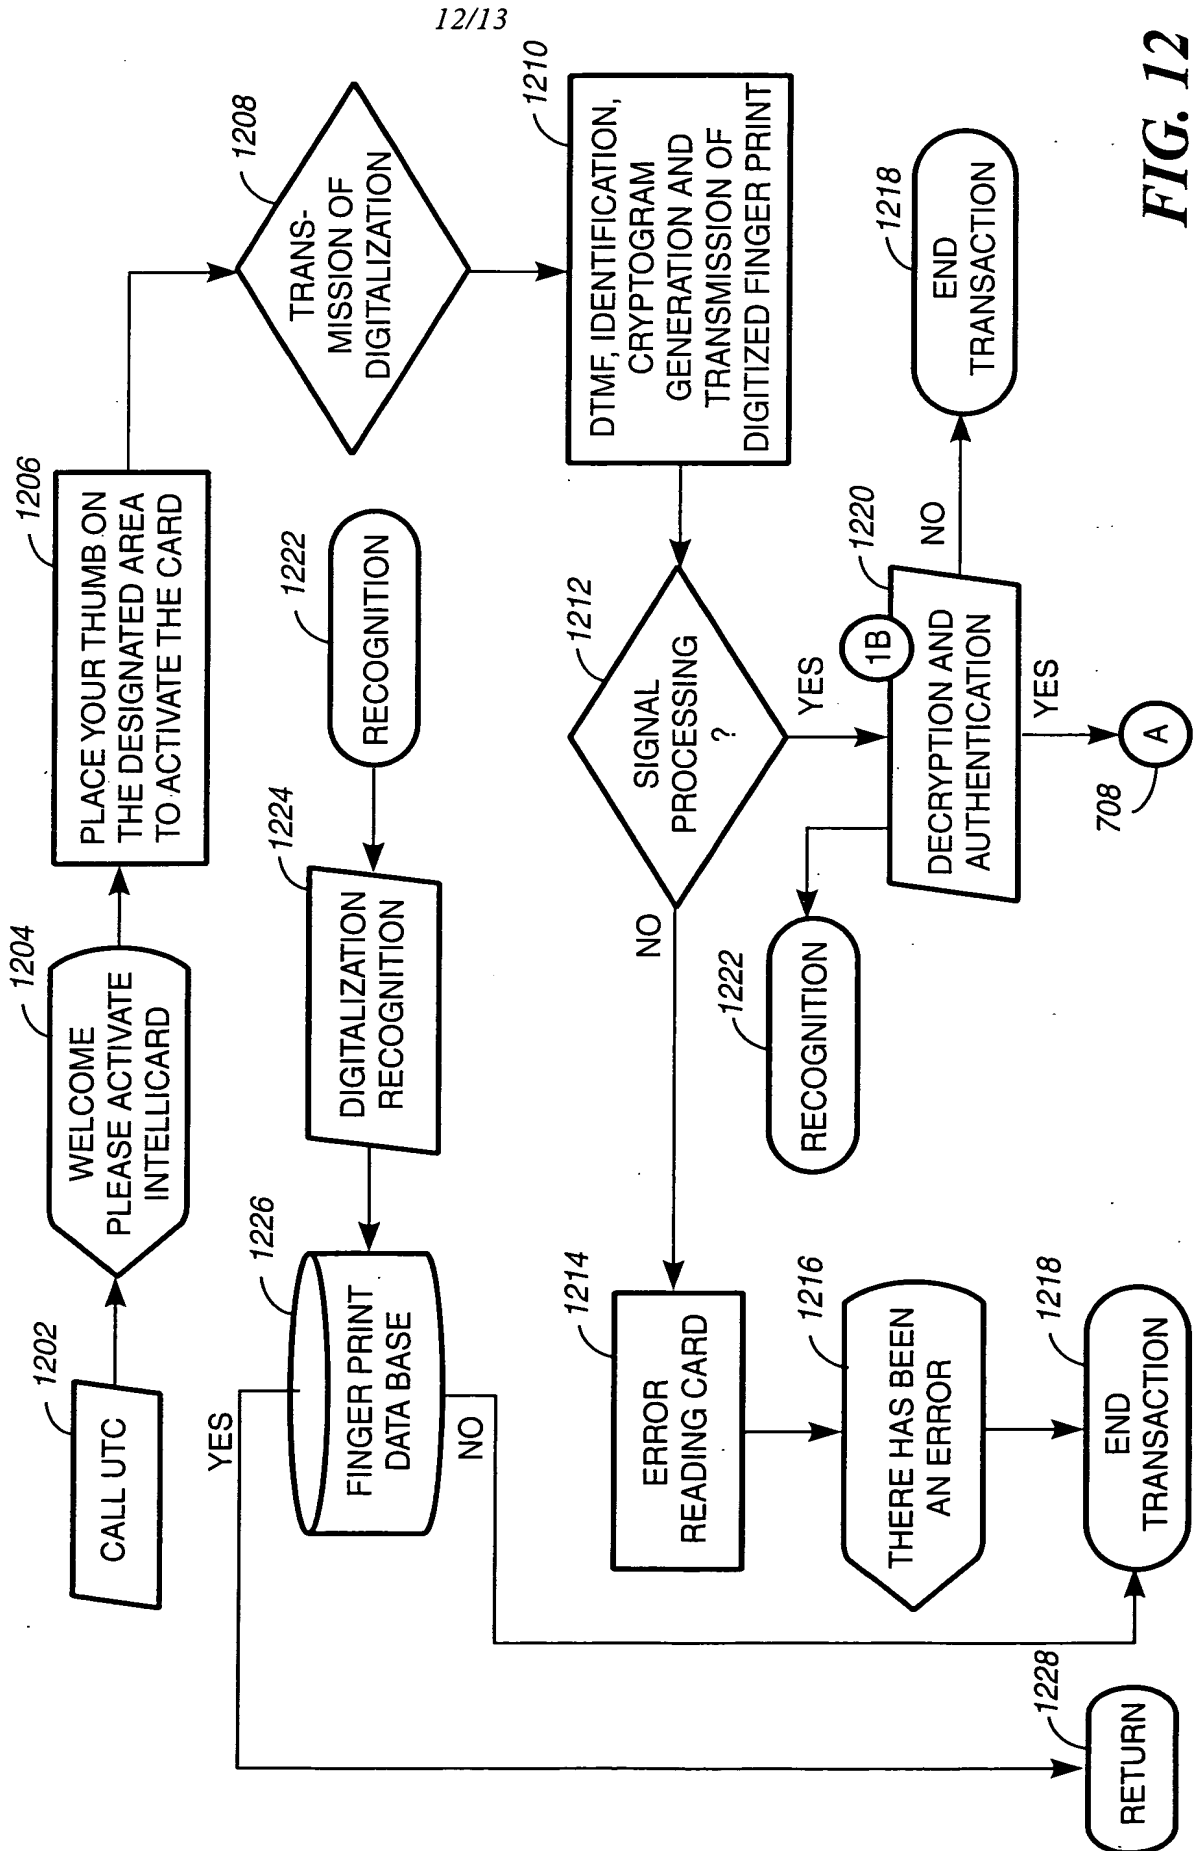 12/13
1202
CALL UTC
1204
WELCOME
PLEASE ACTIVATE
INTELLICARD
1206
PLACE YOUR THUMB ON
THE DESIGNATED AREA
TO ACTIVATE THE CARD
1208
TRANS-
MISSION OF
DIGITALIZATION
1210
DTMF, IDENTIFICATION,
CRYPTOGRAM
GENERATION AND
TRANSMISSION OF
DIGITIZED FINGER PRINT
1222
RECOGNITION
1224
DIGITALIZATION
RECOGNITION
1226
FINGER PRINT
DATA BASE
YES
NO
1212
SIGNAL
PROCESSING
?
NO
YES
1214
ERROR
READING CARD
1216
THERE HAS BEEN
AN ERROR
1218
END
TRANSACTION
1222
RECOGNITION
1220
1B
DECRYPTION AND
AUTHENTICATION
NO
YES
1218
END
TRANSACTION
A
708
1228
RETURN
FIG. 12